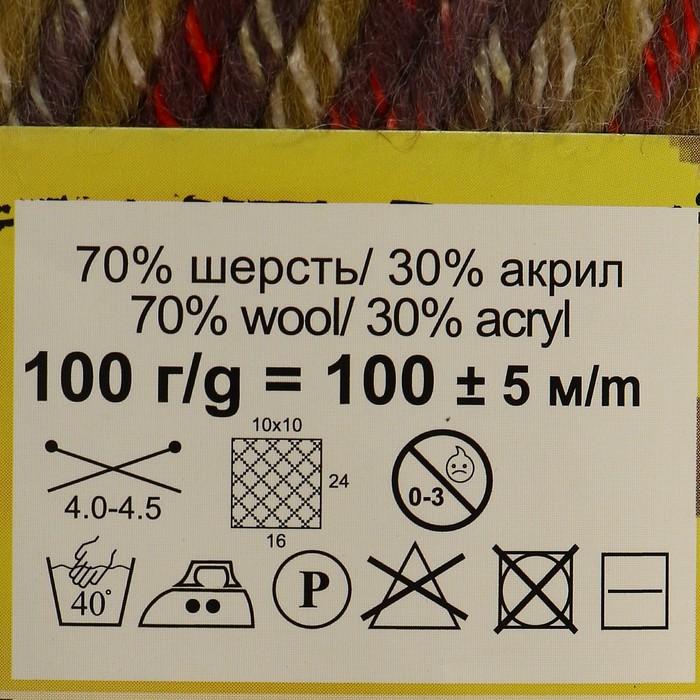 70% шерсть/ 30% акрил
70% wool/ 30% acryl
100 г/g = 100 ± 5 м/m
10x10
24
0-3
4.0-4.5
16
40°
P